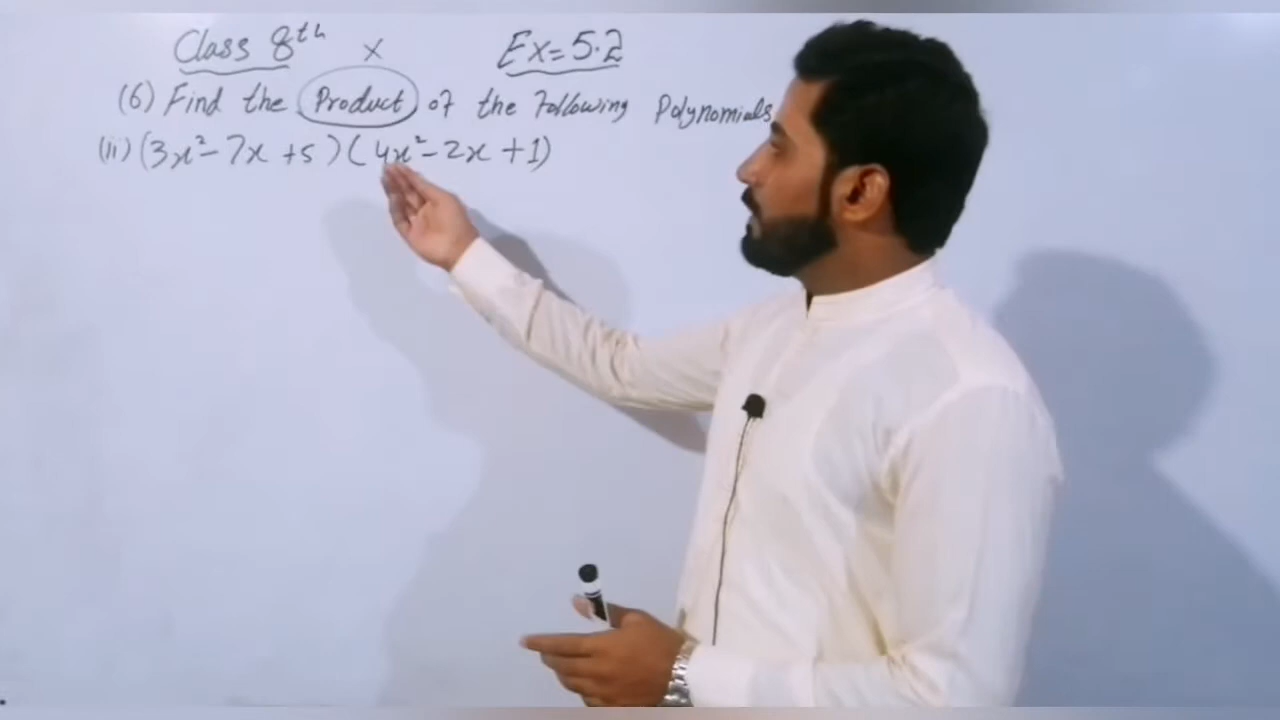 Class 8th × Ex=5.2
(6) Find the Product of the Following Polynomials
(ii) (3x²-7x+5)(4x²-2x+1)